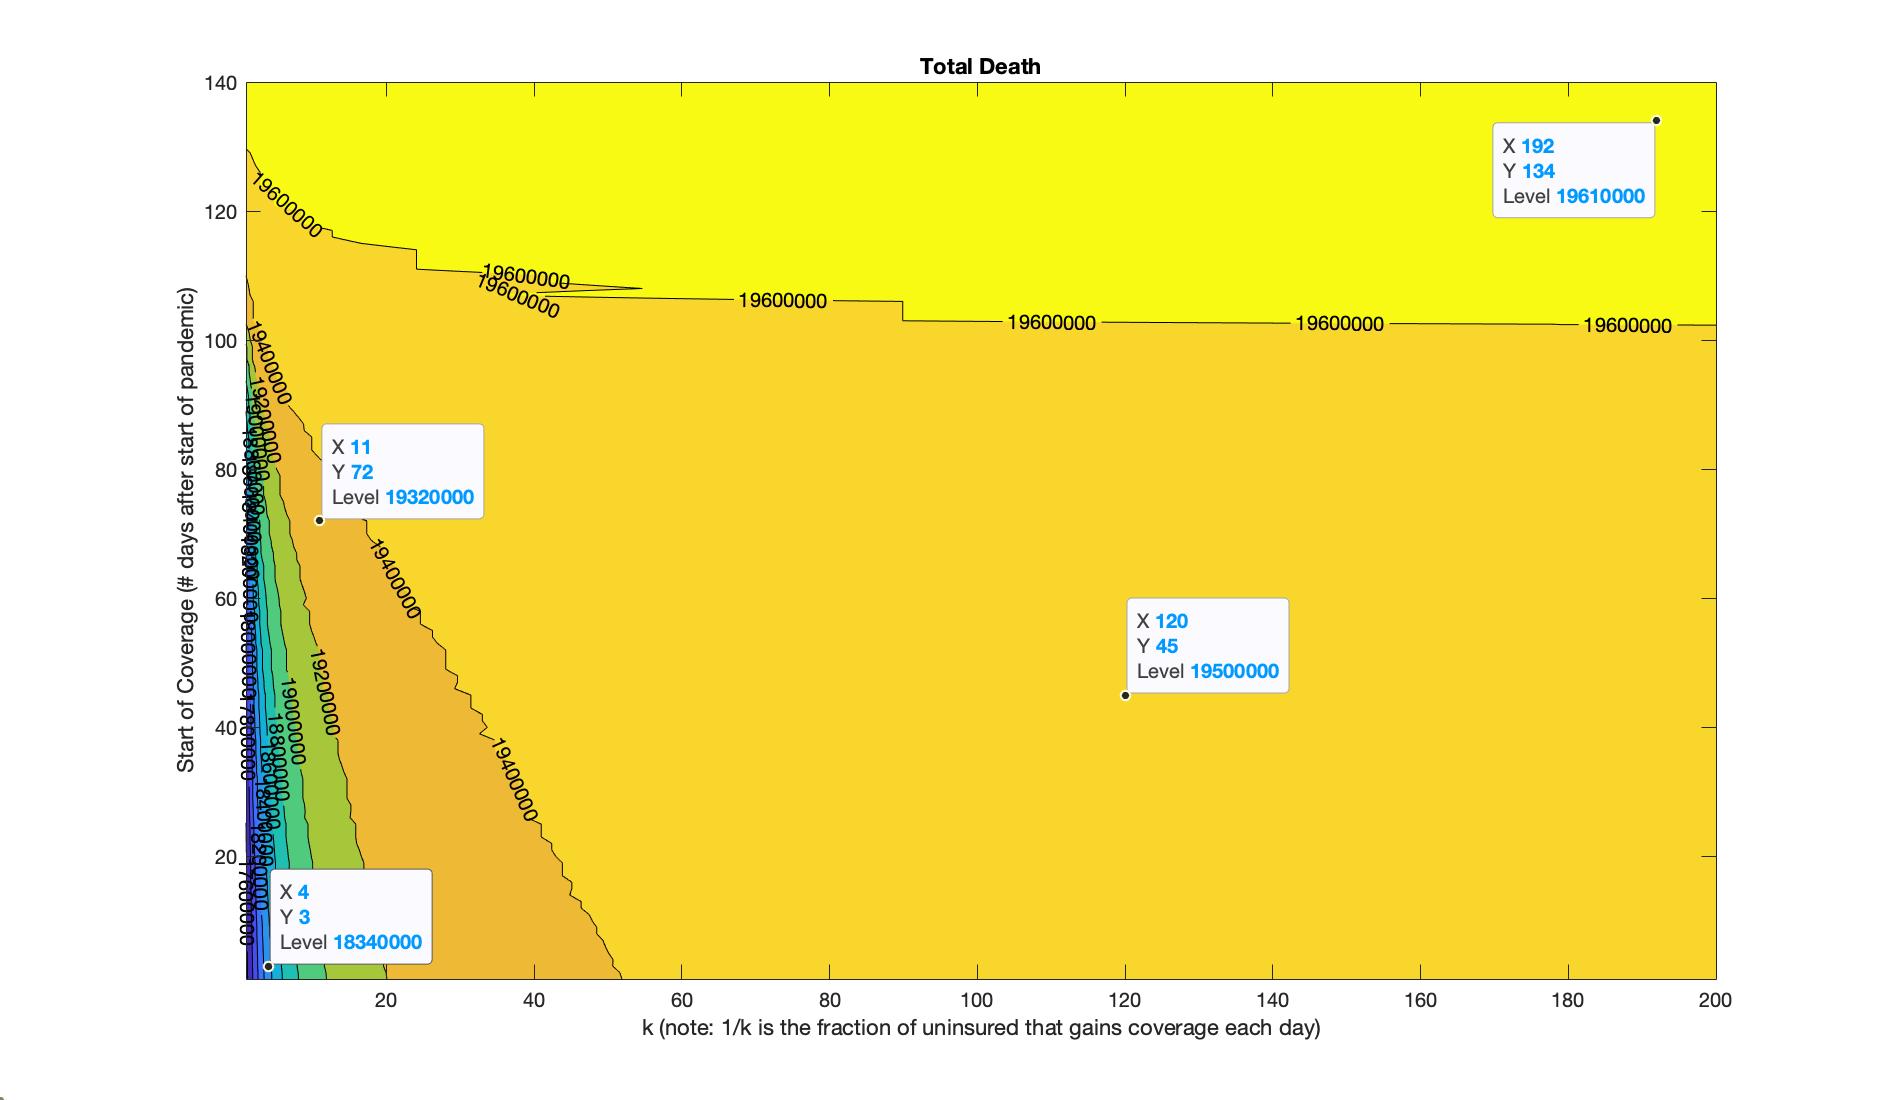 Total Death
140
120
100
80
60
40
20
Start of Coverage (# days after start of pandemic)
19600000
19600000
19600000
19600000
19600000
19600000
19600000
X 192
Y 134
Level 19610000
19400000
19200000
X 11
Y 72
Level 19320000
19400000
X 120
Y 45
Level 19500000
19200000
19000000
18800000
19400000
X 4
Y 3
Level 18340000
20
40
60
80
100
120
140
160
180
200
k (note: 1/k is the fraction of uninsured that gains coverage each day)